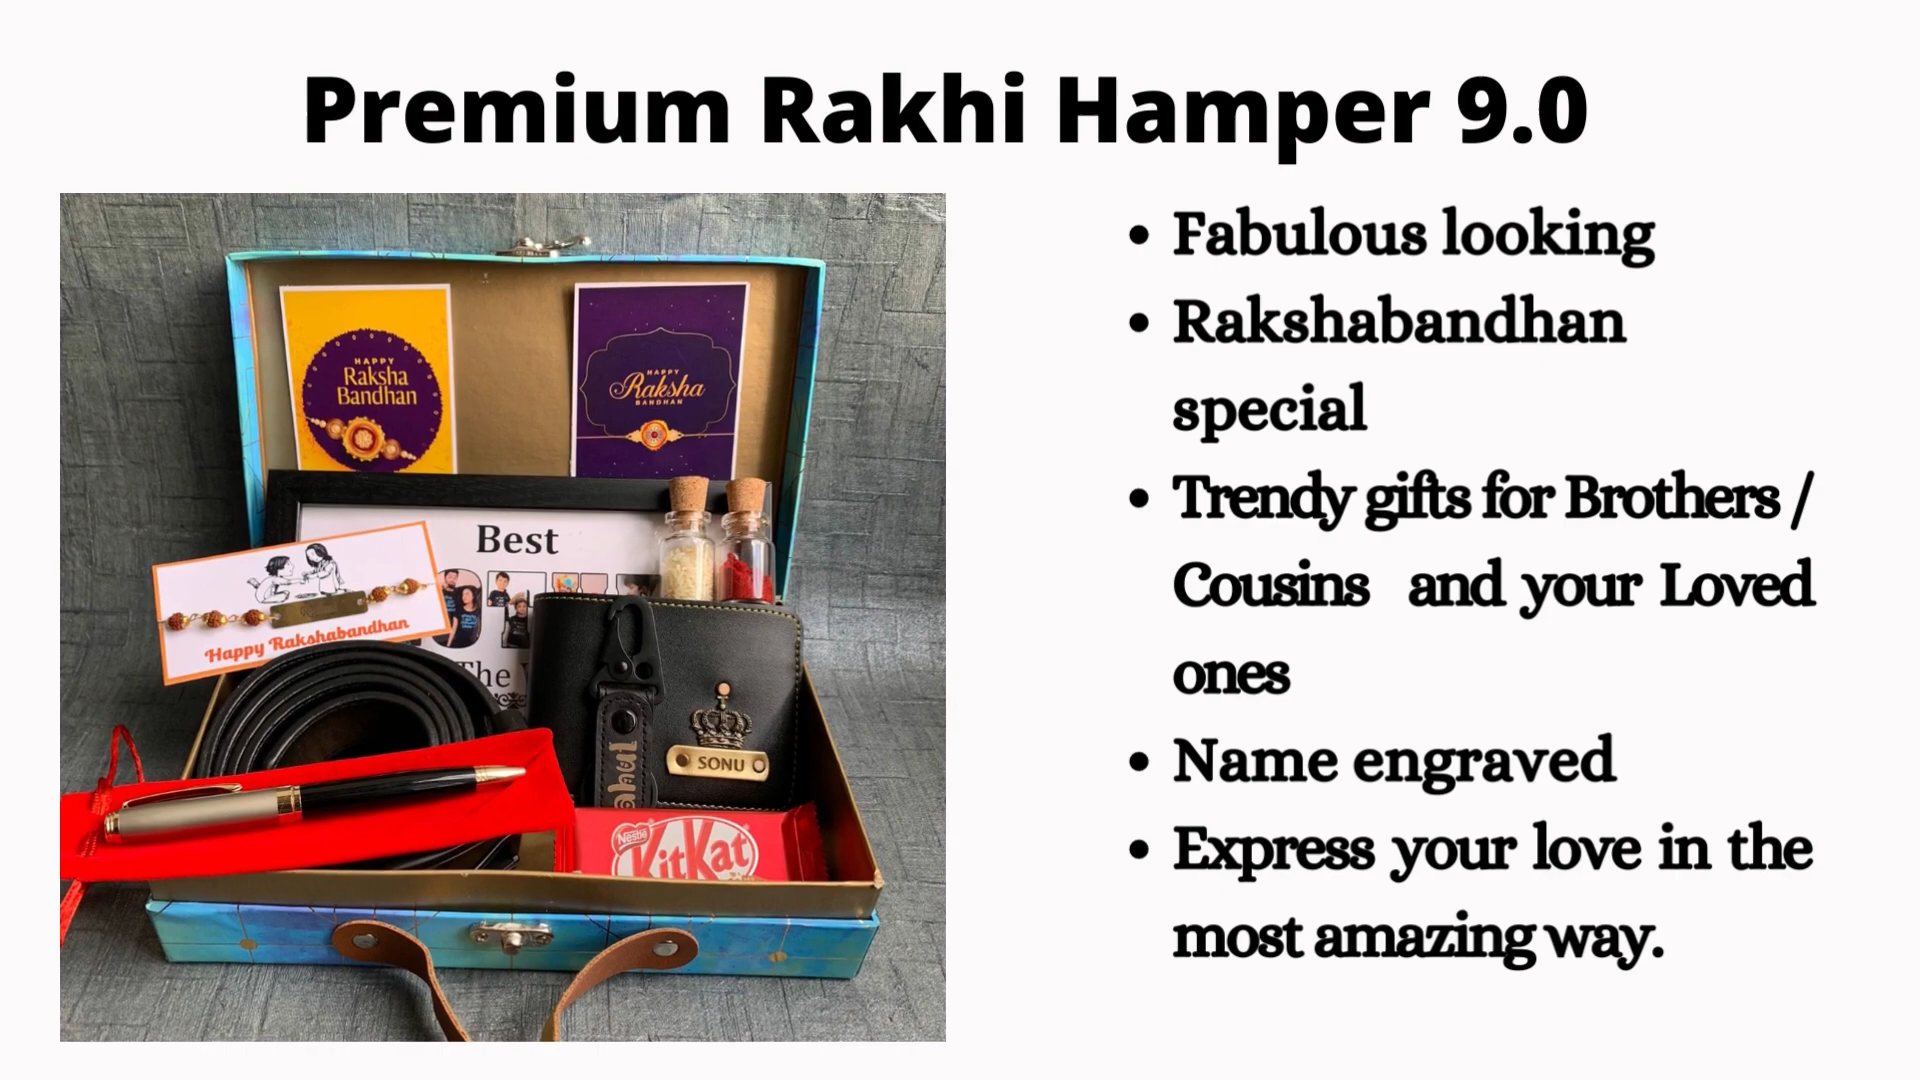 Premium Rakhi Hamper 9.0
HAPPY
Raksha
Bandhan
HAPPY
Raksha
BANDHAN
Best
Happy Rakshabandhan
The
SONU
Nestle
KitKat
• Fabulous looking
• Rakshabandhan
special
• Trendy gifts for Brothers /
Cousins and your Loved
ones
• Name engraved
• Express your love in the
most amazing way.